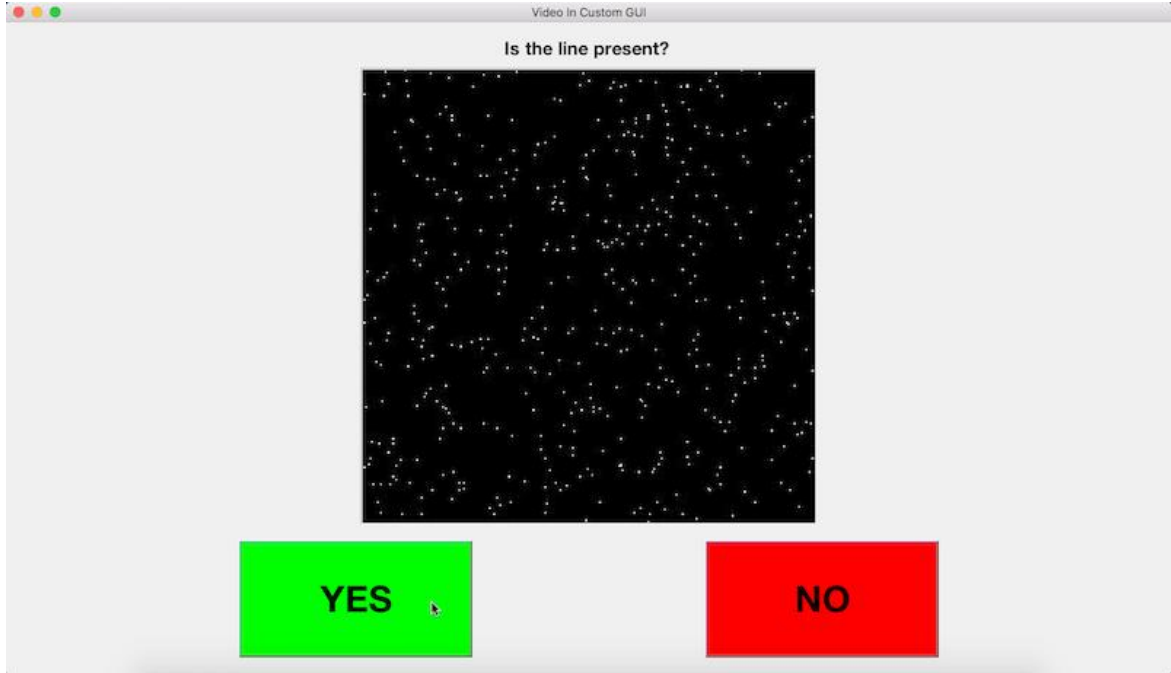 Video In Custom GUI
Is the line present?
YES
NO